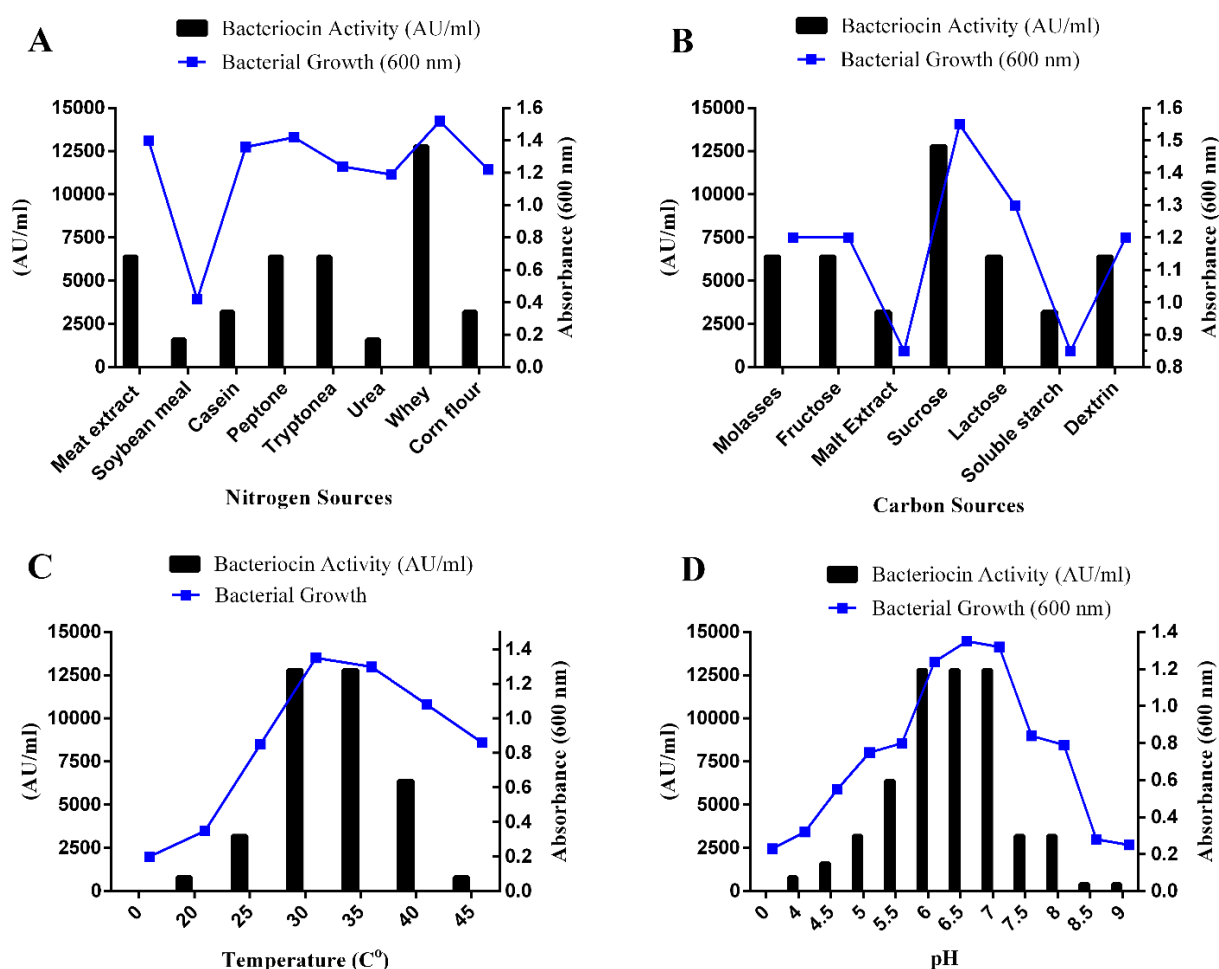 A
Bacteriocin Activity (AU/ml)
Bacterial Growth (600 nm)
15000
12500
10000
7500
5000
2500
0
(AU/ml)
1.6
1.4
1.2
1.0
0.8
0.6
0.4
0.2
0.0
Absorbance (600 nm)
Meat extract
Soybean meal
Casein
Peptone
Tryptonea
Urea
Whey
Corn flour
Nitrogen Sources
B
Bacteriocin Activity (AU/ml)
Bacterial Growth (600 nm)
15000
12500
10000
7500
5000
2500
0
(AU/ml)
1.6
1.5
1.4
1.3
1.2
1.1
1.0
0.9
0.8
Absorbance (600 nm)
Molasses
Fructose
Malt Extract
Sucrose
Lactose
Soluble starch
Dextrin
Carbon Sources
C
Bacteriocin Activity (AU/ml)
Bacterial Growth
15000
12500
10000
7500
5000
2500
0
(AU/ml)
1.4
1.2
1.0
0.8
0.6
0.4
0.2
0.0
Absorbance (600 nm)
0
20
25
30
35
40
45
Temperature (C°)
D
Bacteriocin Activity (AU/ml)
Bacterial Growth (600 nm)
15000
12500
10000
7500
5000
2500
0
(AU/ml)
1.4
1.2
1.0
0.8
0.6
0.4
0.2
0.0
Absorbance (600 nm)
0
4
4.5
5
5.5
6
6.5
7
7.5
8
8.5
9
pH